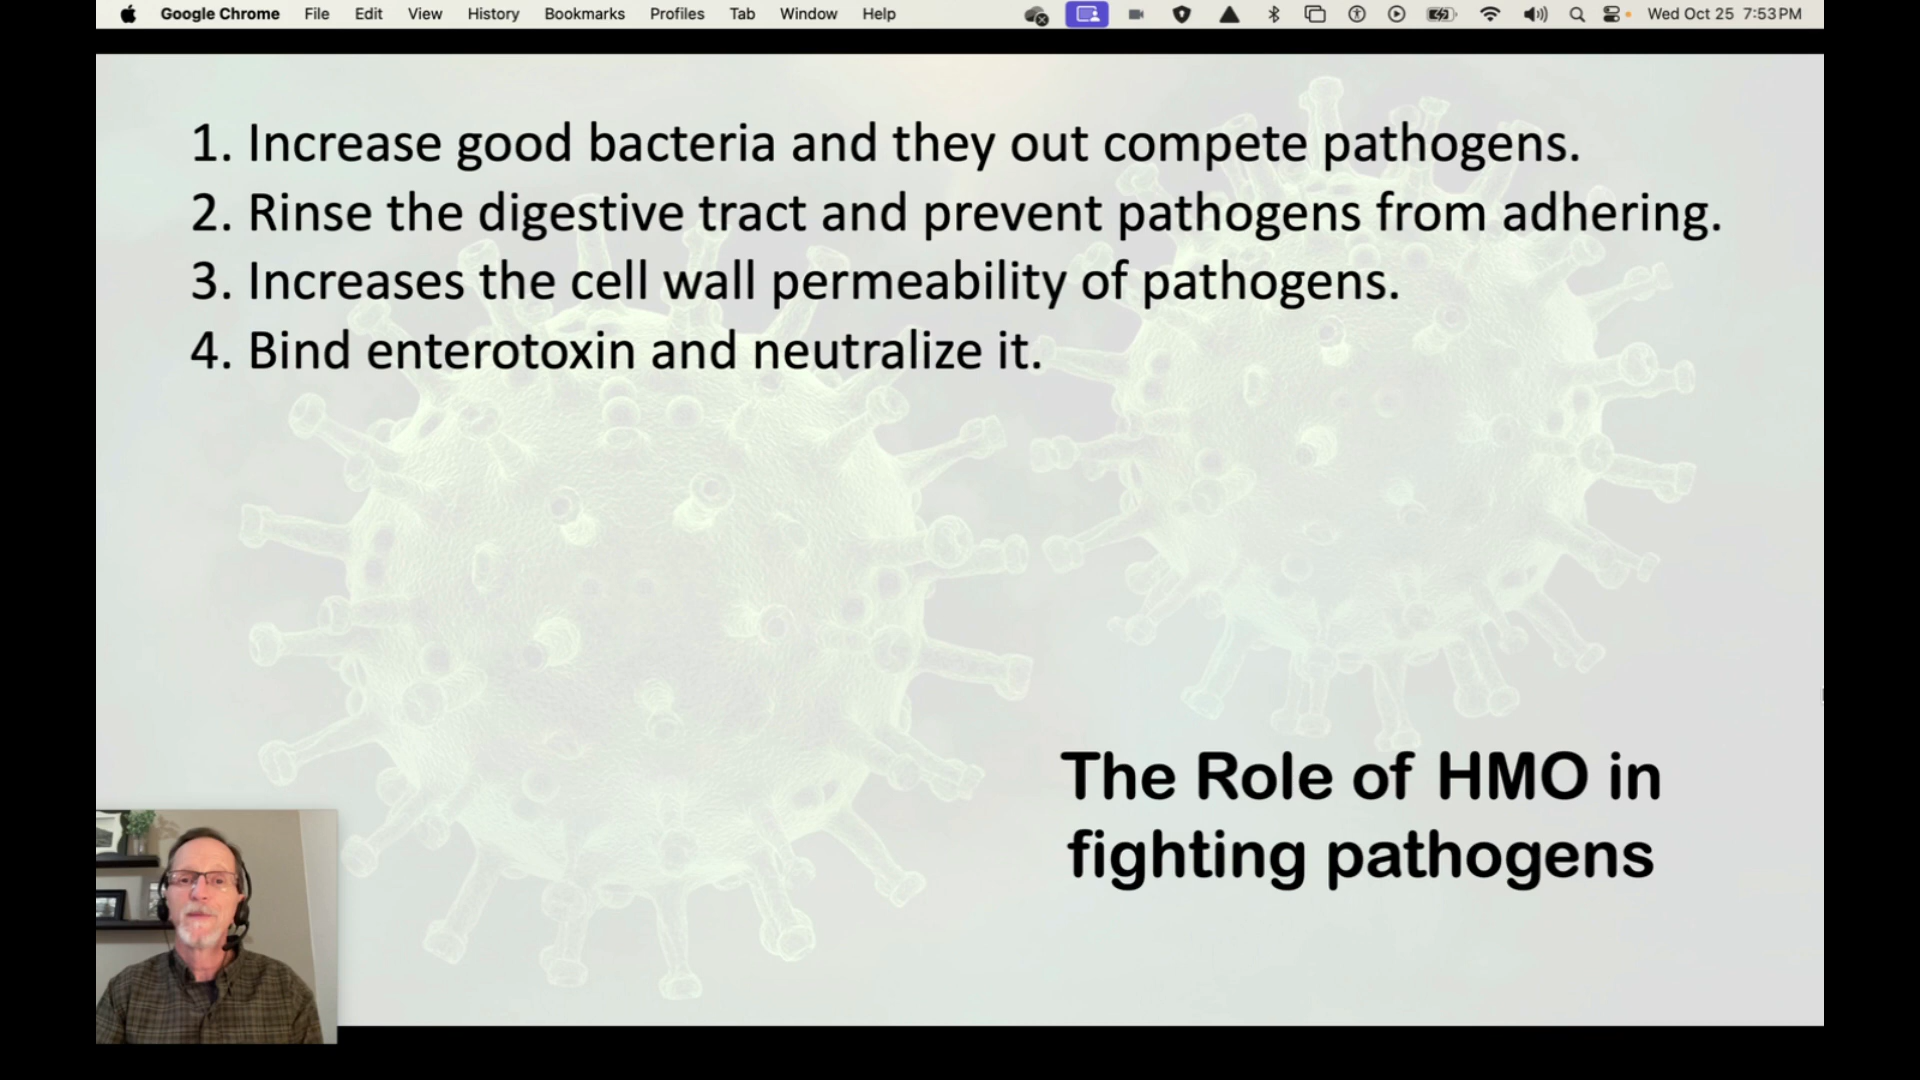 Google Chrome File Edit View History Bookmarks Profiles Tab Window Help Wed Oct 25 7:53 PM
1. Increase good bacteria and they out compete pathogens.
2. Rinse the digestive tract and prevent pathogens from adhering.
3. Increases the cell wall permeability of pathogens.
4. Bind enterotoxin and neutralize it.
The Role of HMO in
fighting pathogens